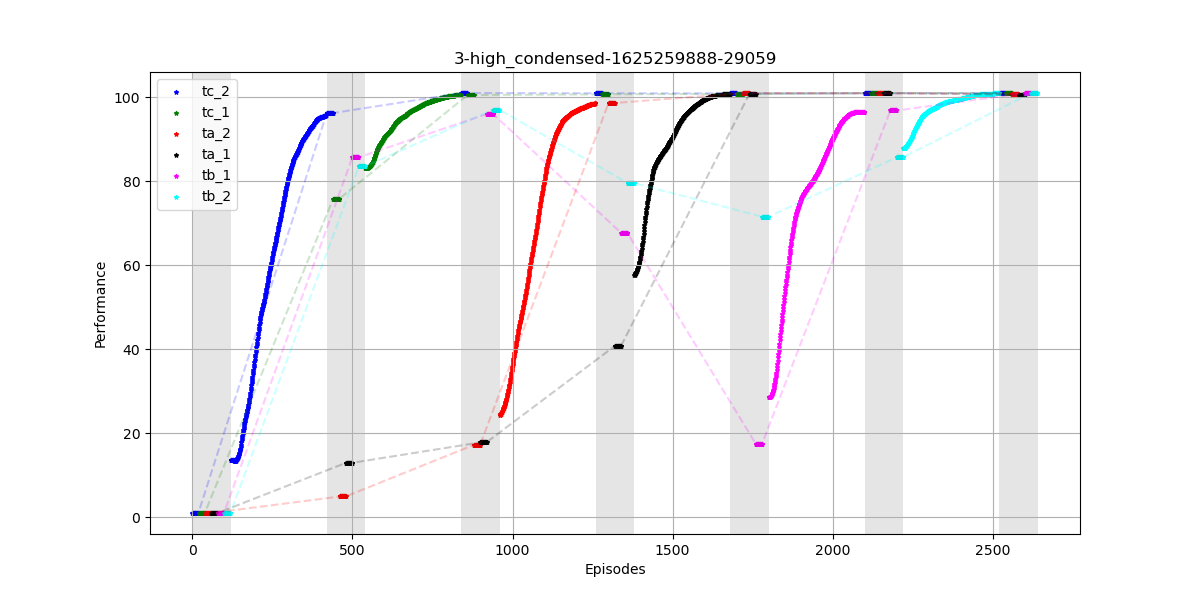 3-high_condensed-1625259888-29059
tc_2
tc_1
ta_2
ta_1
tb_1
tb_2
100
80
60
40
20
0
Performance
0 500 1000 1500 2000 2500
Episodes